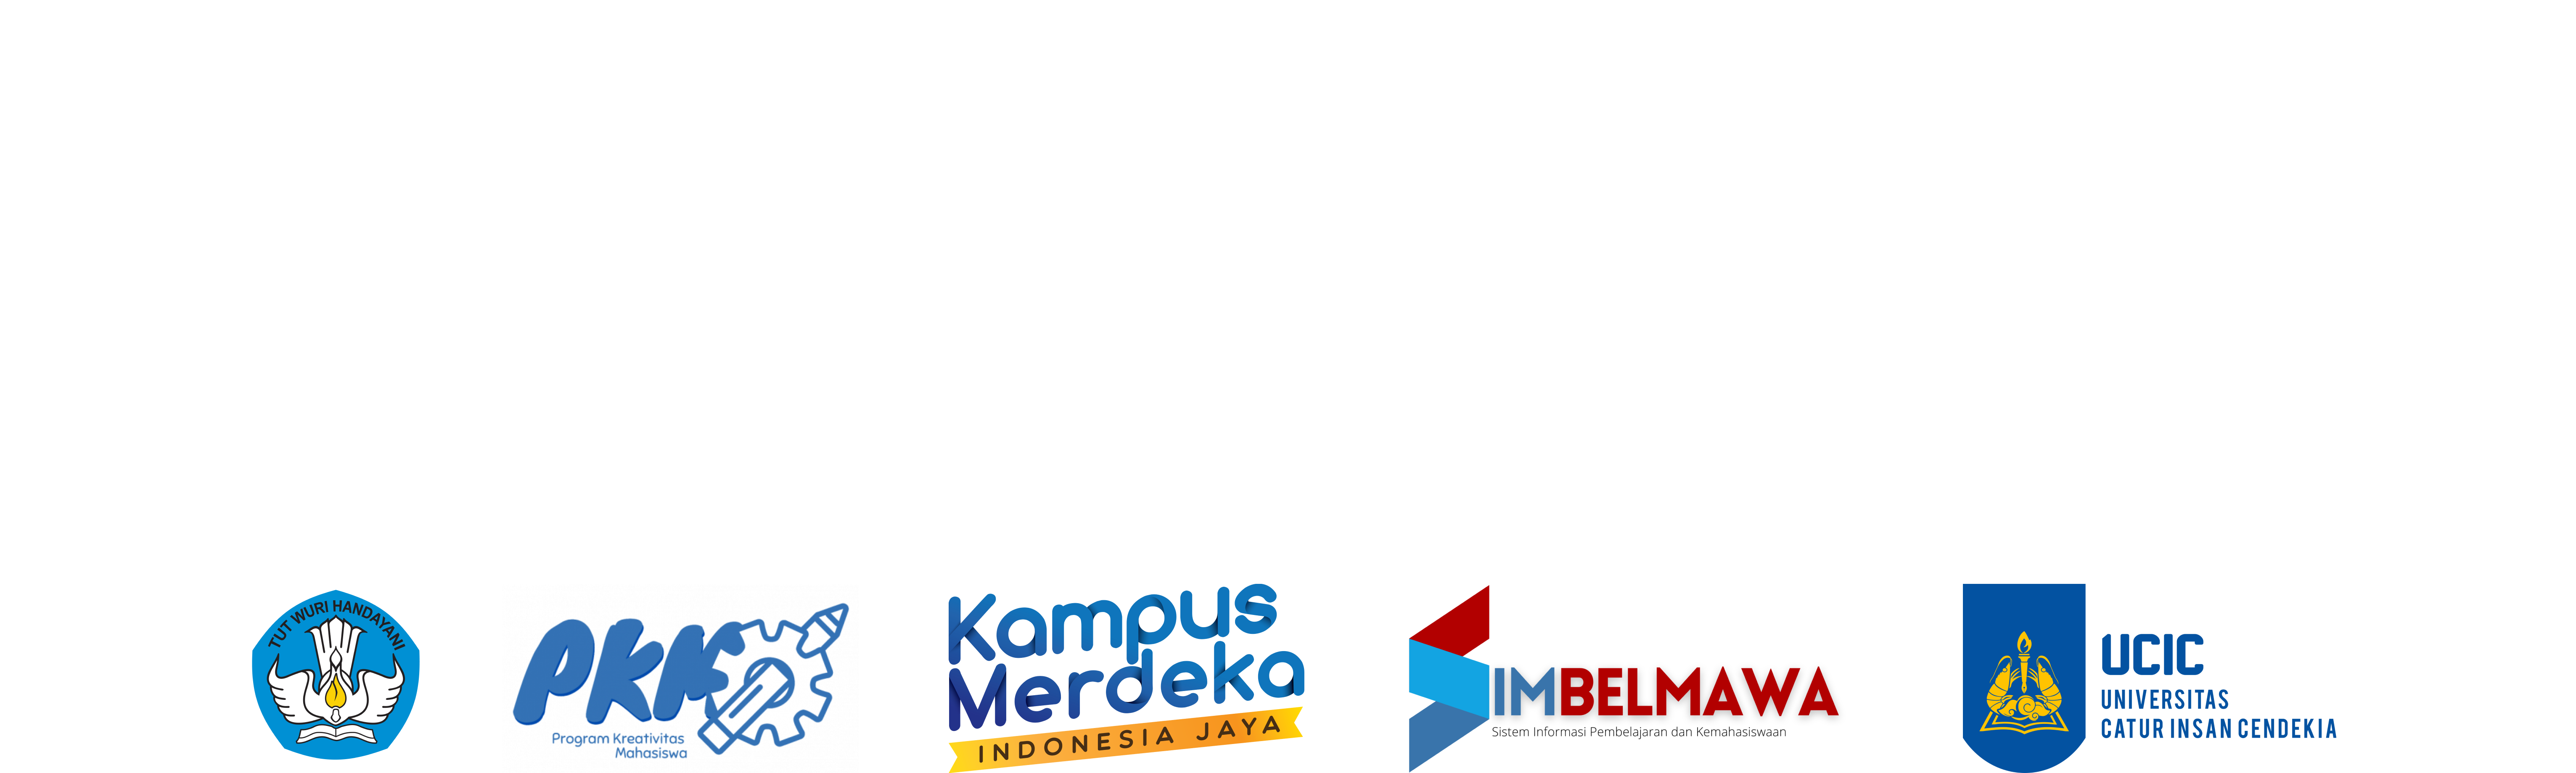 TUT WURI HANDAYANI
PKM
Program Kreativitas
Mahasiswa
Kampus
Merdeka
INDONESIA JAYA
SIMBELMAWA
Sistem Informasi Pembelajaran dan Kemahasiswaan
UCIC
UNIVERSITAS
CATUR INSAN CENDEKIA